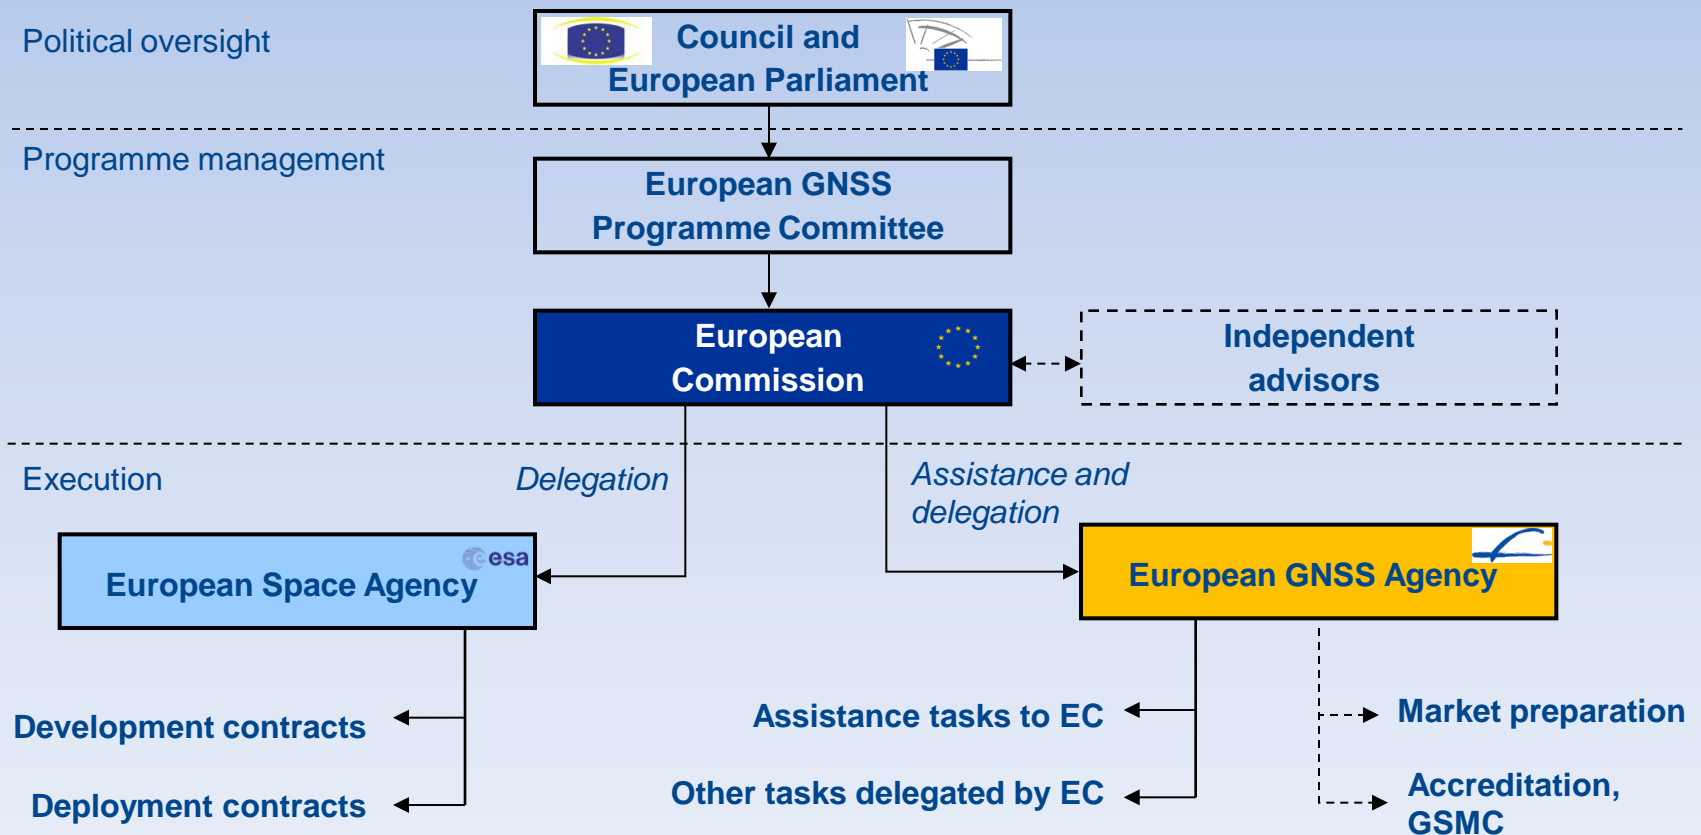 Political oversight
Council and
European Parliament
Programme management
European GNSS
Programme Committee
European
Commission
Independent
advisors
Execution
Delegation
Assistance and
delegation
esa
European Space Agency
European GNSS Agency
Development contracts
Deployment contracts
Assistance tasks to EC
Other tasks delegated by EC
Market preparation
Accreditation,
GSMC